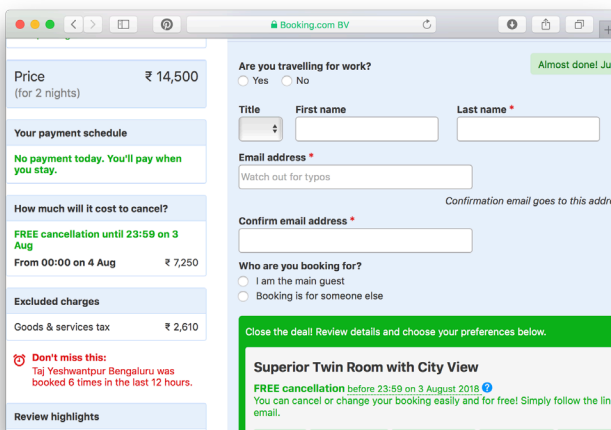 Booking.com BV
Price ₹ 14,500
(for 2 nights)
Your payment schedule
No payment today. You'll pay when
you stay.
How much will it cost to cancel?
FREE cancellation until 23:59 on 3
Aug
From 00:00 on 4 Aug ₹ 7,250
Excluded charges
Goods & services tax ₹ 2,610
Don't miss this:
Taj Yeshwantpur Bengaluru was
booked 6 times in the last 12 hours.
Review highlights
Almost done! Ju
Are you travelling for work?
Yes No
Title First name Last name *
Email address *
Watch out for typos
Confirmation email goes to this addre
Confirm email address *
Who are you booking for?
I am the main guest
Booking is for someone else
Close the deal! Review details and choose your preferences below.
Superior Twin Room with City View
FREE cancellation before 23:59 on 3 August 2018 ?
You can cancel or change your booking easily and for free! Simply follow the lin
email.